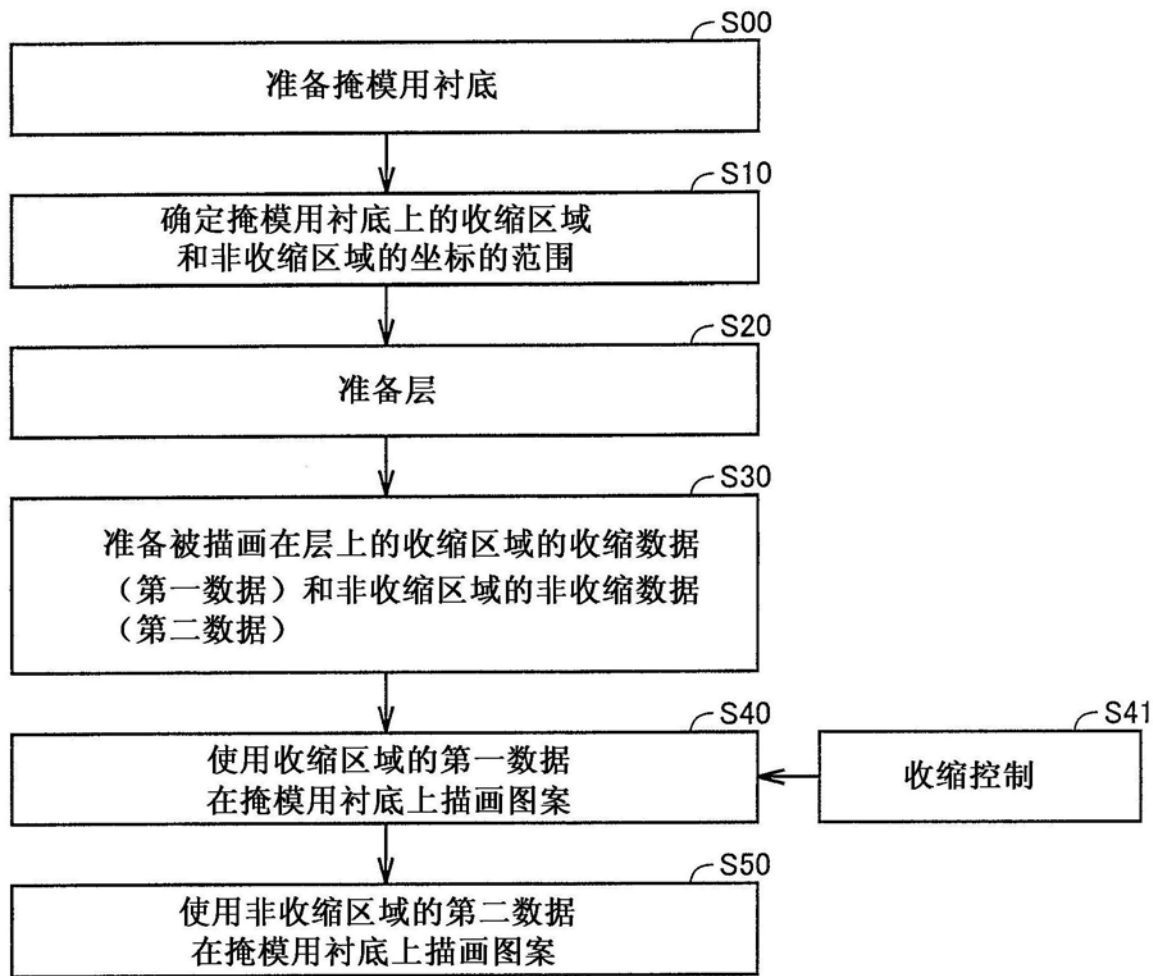 S00
准备掩模用衬底
S10
确定掩模用衬底上的收缩区域
和非收缩区域的坐标的范围
S20
准备层
S30
准备被描画在层上的收缩区域的收缩数据
（第一数据）和非收缩区域的非收缩数据
（第二数据）
S40
使用收缩区域的第一数据
在掩模用衬底上描画图案
S41
收缩控制
S50
使用非收缩区域的第二数据
在掩模用衬底上描画图案